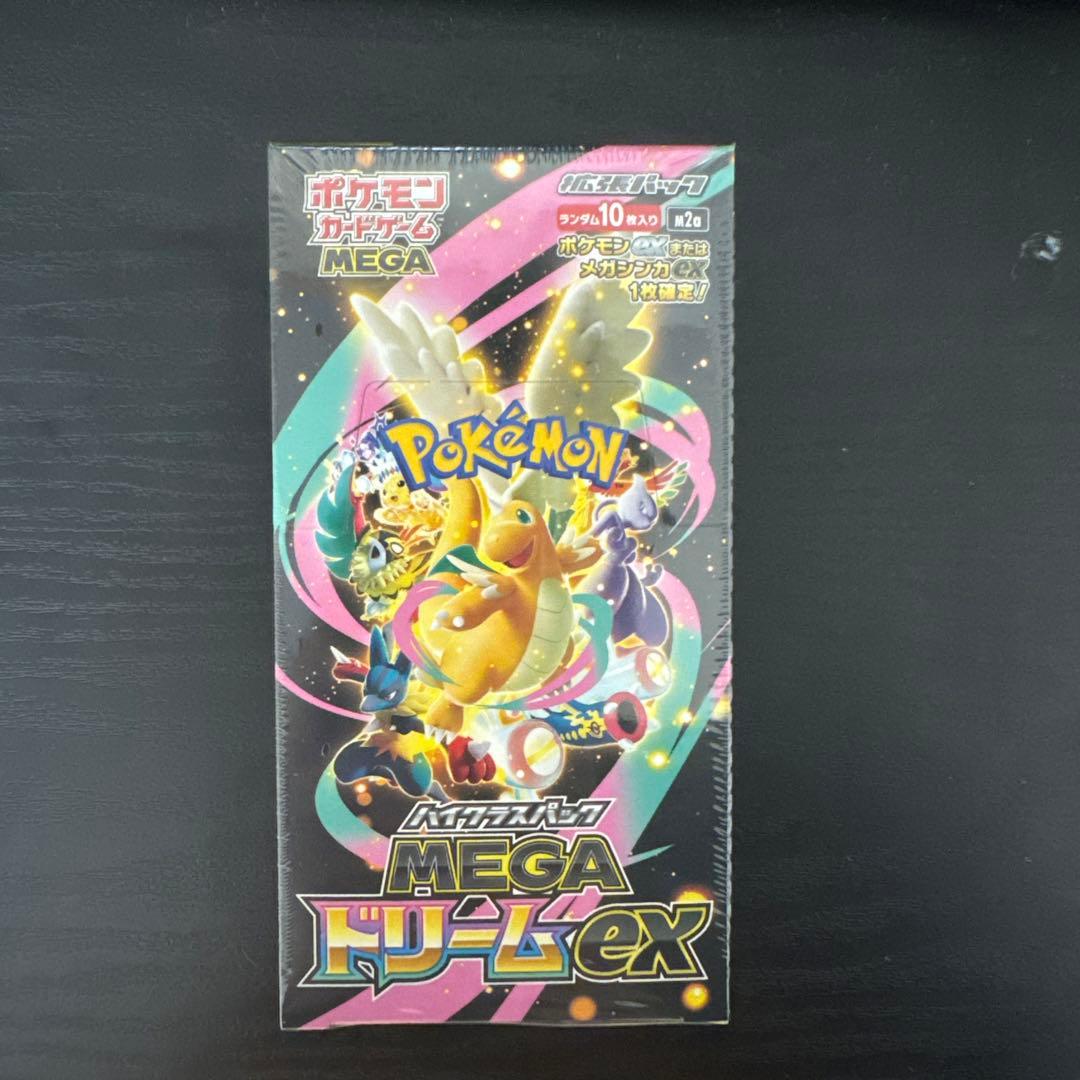 ポケモン
カードゲーム
MEGA
拡張パック
ランダム10枚入り M2a
ポケモンexまたは
メガシンカex
1枚確定!
POKéMON
ハイクラスパック
MEGA
ドリームex